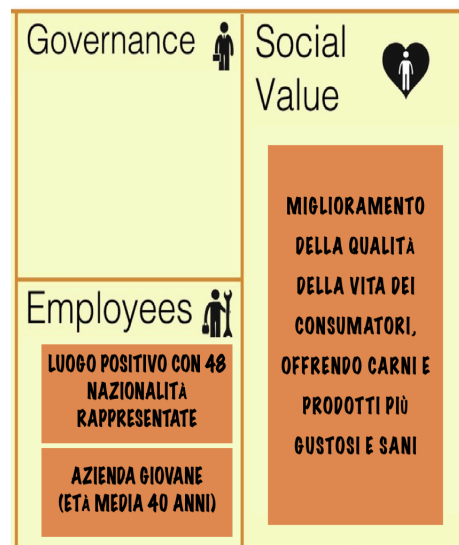 Governance
Employees
LUOGO POSITIVO CON 48
NAZIONALITÀ
RAPPRESENTATE
AZIENDA GIOVANE
(ETÀ MEDIA 40 ANNI)
Social
Value
MIGLIORAMENTO
DELLA QUALITÀ
DELLA VITA DEI
CONSUMATORI,
OFFRENDO CARNI E
PRODOTTI PIÙ
GUSTOSI E SANI